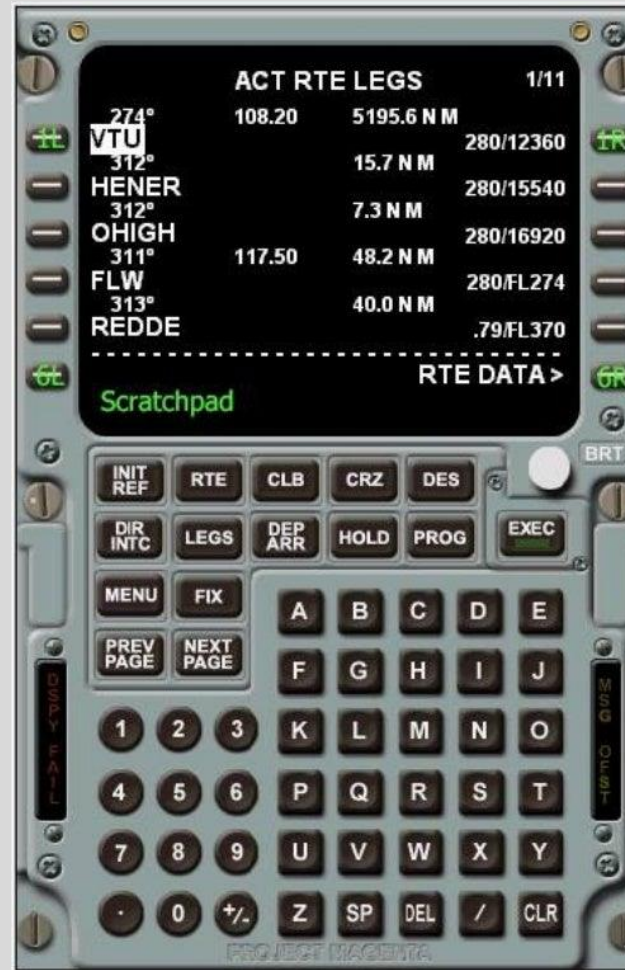 ACT RTE LEGS 1/11
274° 108.20 5195.6 N M
1L VTU 280/12360 1R
312° 15.7 N M
HENER 280/15540
312° 7.3 N M
OHIGH 280/16920
311° 117.50 48.2 N M
FLW 280/FL274
313° 40.0 N M
REDDE .79/FL370
------------------------------
RTE DATA >
6L 6R
Scratchpad
BRT
INIT REF RTE CLB CRZ DES
DIR INTC LEGS DEP ARR HOLD PROG EXEC
MENU FIX
PREV PAGE NEXT PAGE
A B C D E
F G H I J
1 2 3 K L M N O
4 5 6 P Q R S T
7 8 9 U V W X Y
. 0 +/- Z SP DEL / CLR
DSPY FAIL
MSG OFST
PROJECT MAGENTA